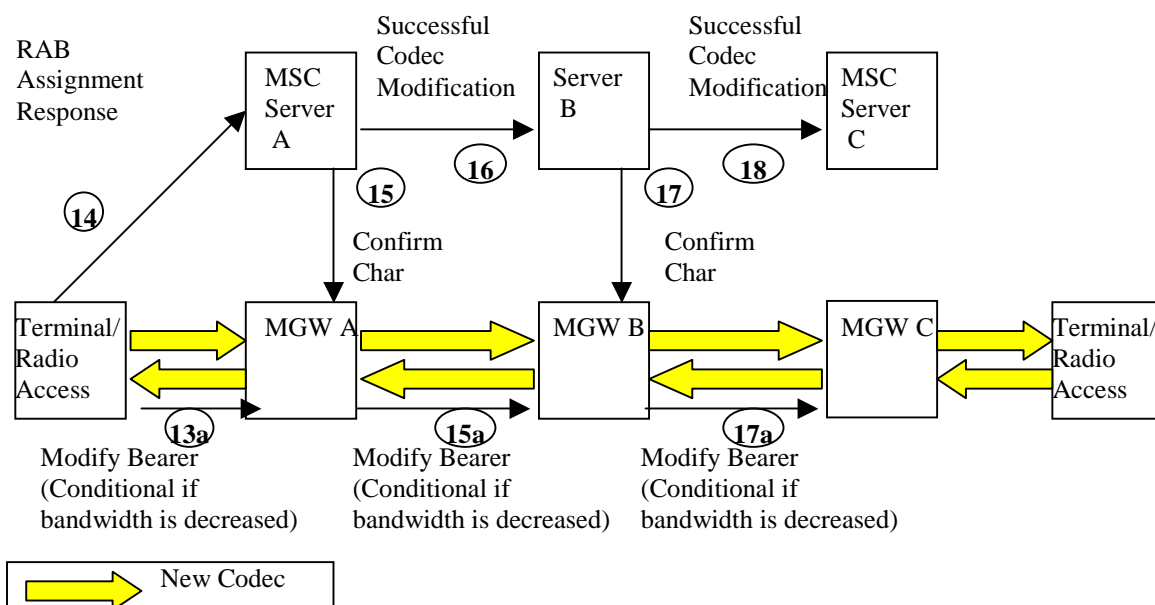 RAB
Assignment
Response
Successful
Codec
Modification
Successful
Codec
Modification
MSC
Server
A
Server
B
MSC
Server
C
14
15
16
17
18
Confirm
Char
Confirm
Char
Terminal/
Radio
Access
MGW A
MGW B
MGW C
Terminal/
Radio
Access
13a
15a
17a
Modify Bearer
(Conditional if
bandwidth is decreased)
Modify Bearer
(Conditional if
bandwidth is decreased)
Modify Bearer
(Conditional if
bandwidth is decreased)
New Codec